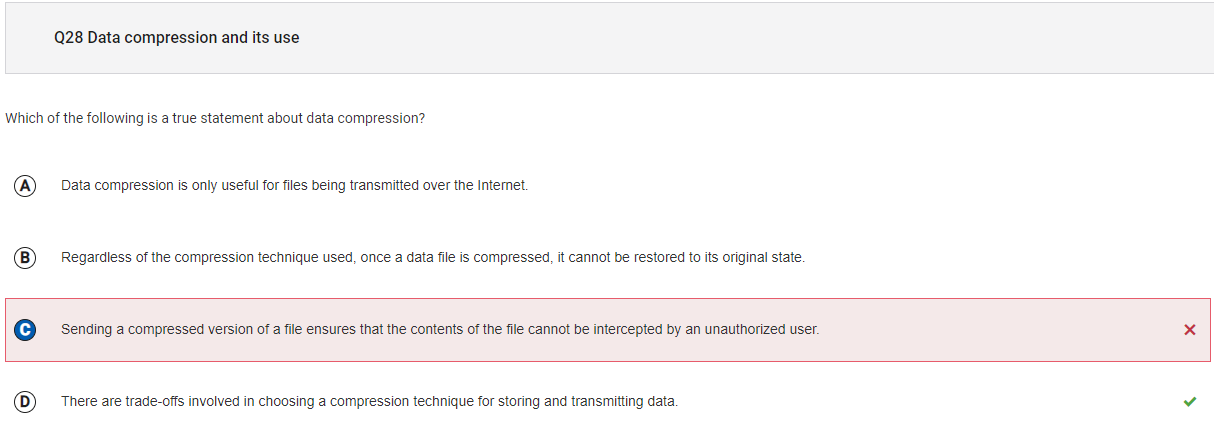 Q28 Data compression and its use
Which of the following is a true statement about data compression?
A Data compression is only useful for files being transmitted over the Internet.
B Regardless of the compression technique used, once a data file is compressed, it cannot be restored to its original state.
C Sending a compressed version of a file ensures that the contents of the file cannot be intercepted by an unauthorized user.
D There are trade-offs involved in choosing a compression technique for storing and transmitting data.